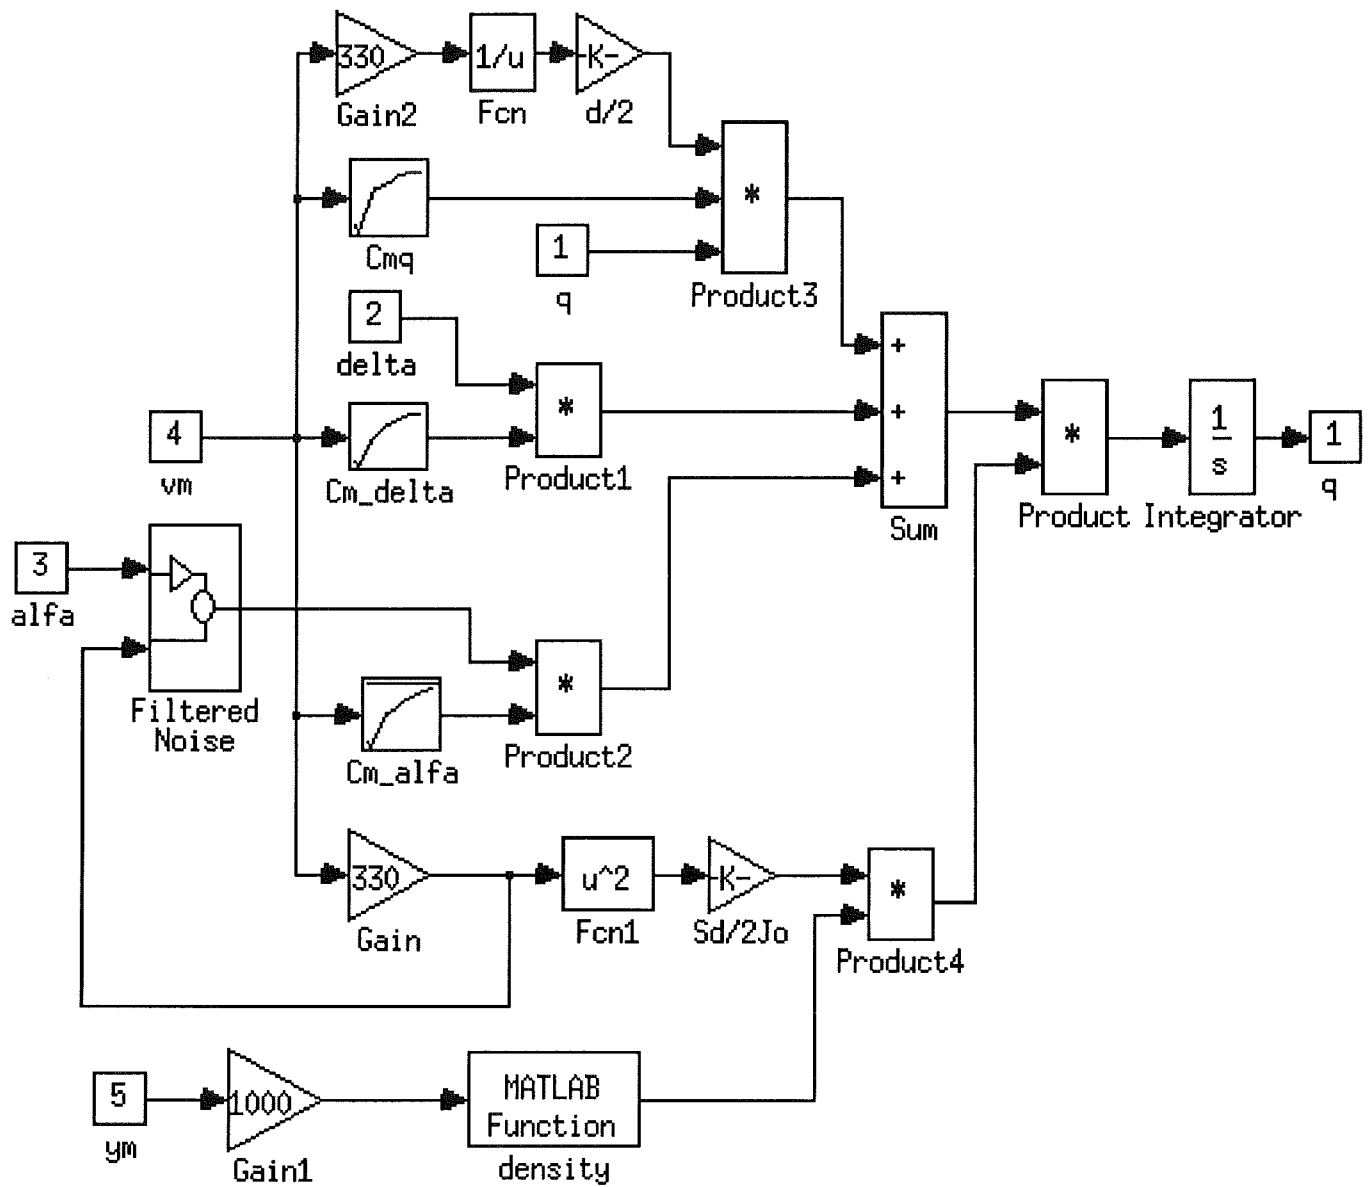 330
1/u
-K-
Gain2
Fcn
d/2
*
Cmq
1
q
Product3
2
delta
+
*
4
+
1
s
1
vm
Cm_delta
Product1
*
q
+
Sum
Product
Integrator
3
alfa
Filtered
Noise
*
Cm_alfa
Product2
330
u^2
-K-
*
Gain
Fcn1
Sd/2Jo
Product4
5
1000
MATLAB
Function
ym
Gain1
density